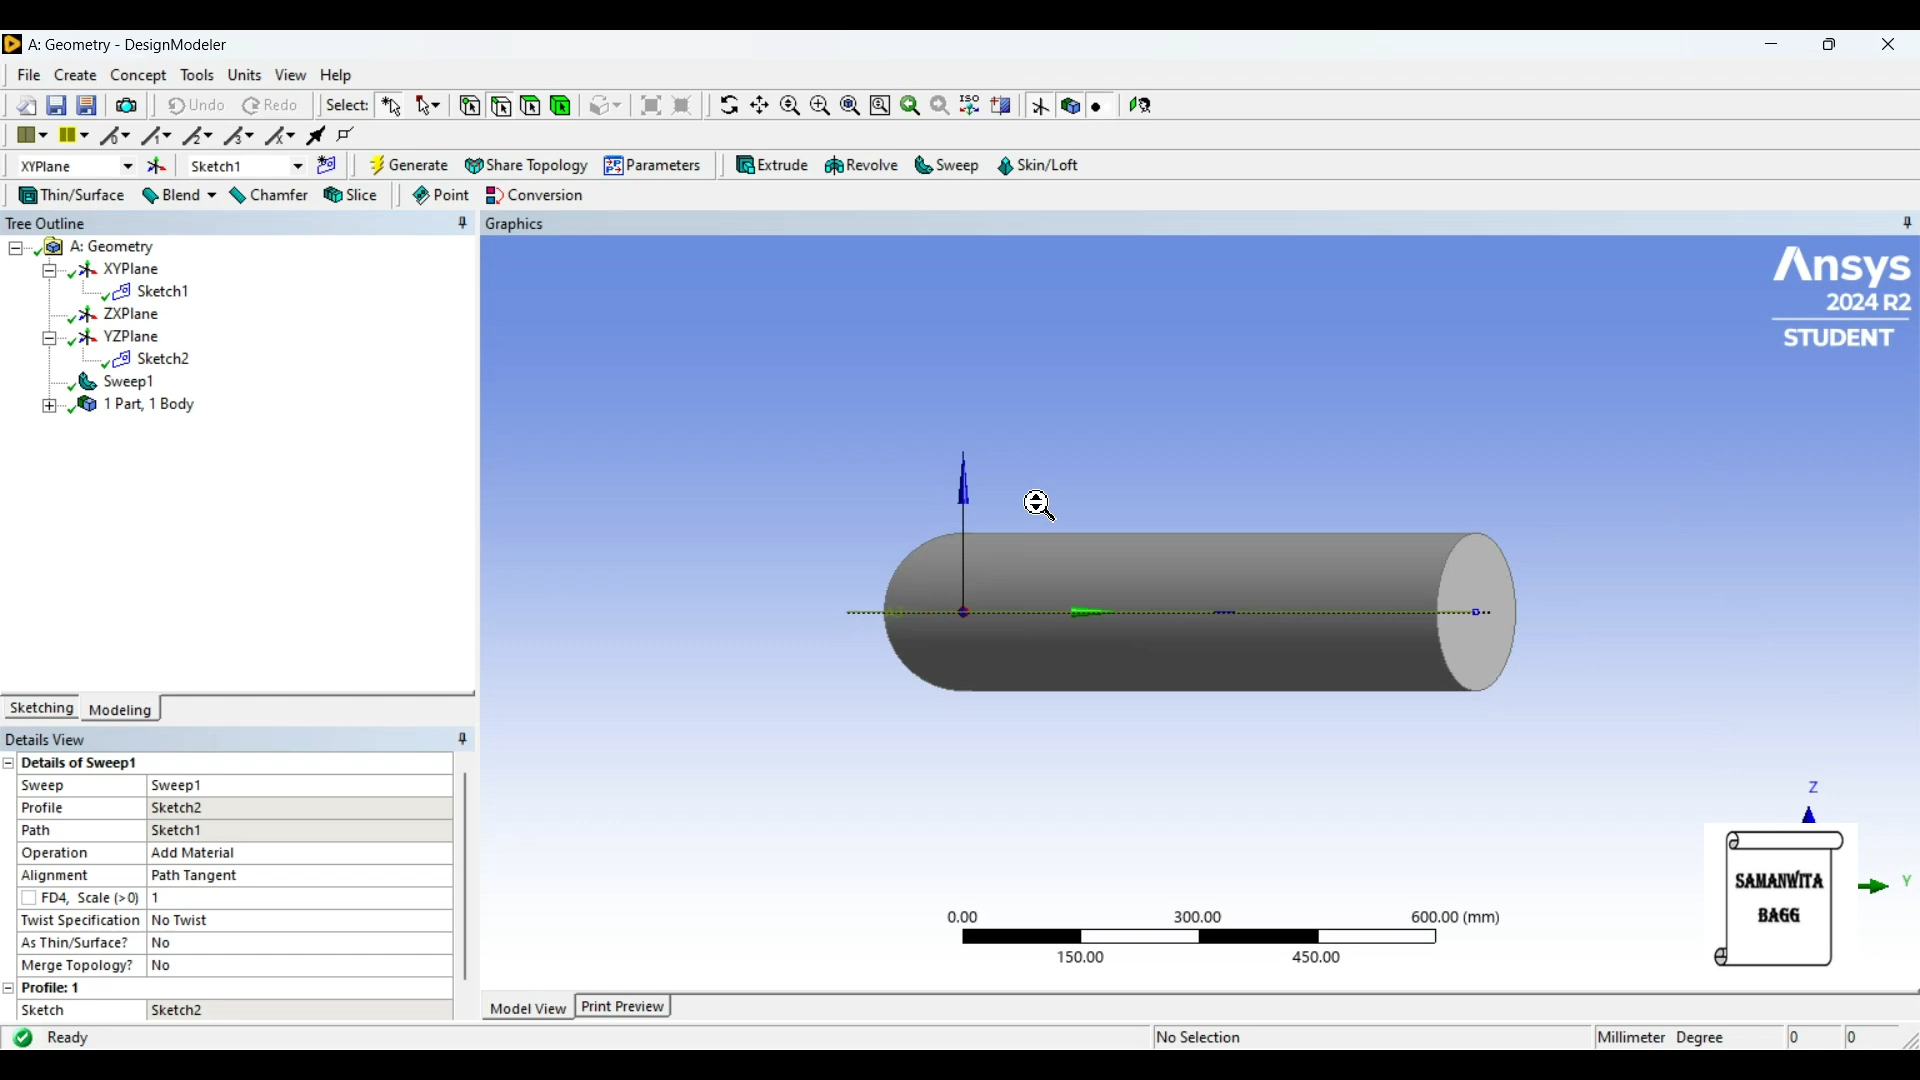 A: Geometry - DesignModeler
File Create Concept Tools Units View Help
Undo Redo Select: ISO
XYPlane Sketch1 Generate Share Topology Parameters Extrude Revolve Sweep Skin/Loft
Thin/Surface Blend Chamfer Slice Point Conversion
Tree Outline
A: Geometry
XYPlane
Sketch1
ZXPlane
YZPlane
Sketch2
Sweep1
1 Part, 1 Body
Sketching Modeling
Details View
Details of Sweep1
Sweep Sweep1
Profile Sketch2
Path Sketch1
Operation Add Material
Alignment Path Tangent
FD4, Scale (>0) 1
Twist Specification No Twist
As Thin/Surface? No
Merge Topology? No
Profile: 1
Sketch Sketch2
Graphics
Ansys
2024 R2
STUDENT
Z
Y
SAMANWITA
BAGG
0.00 300.00 600.00 (mm)
150.00 450.00
Model View Print Preview
Ready No Selection Millimeter Degree 0 0